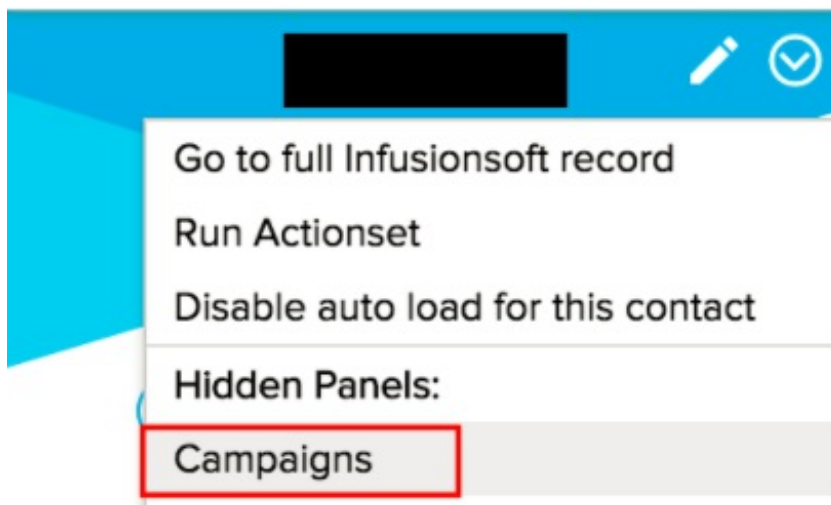 Go to full Infusionsoft record
Run Actionset
Disable auto load for this contact
Hidden Panels:
Campaigns